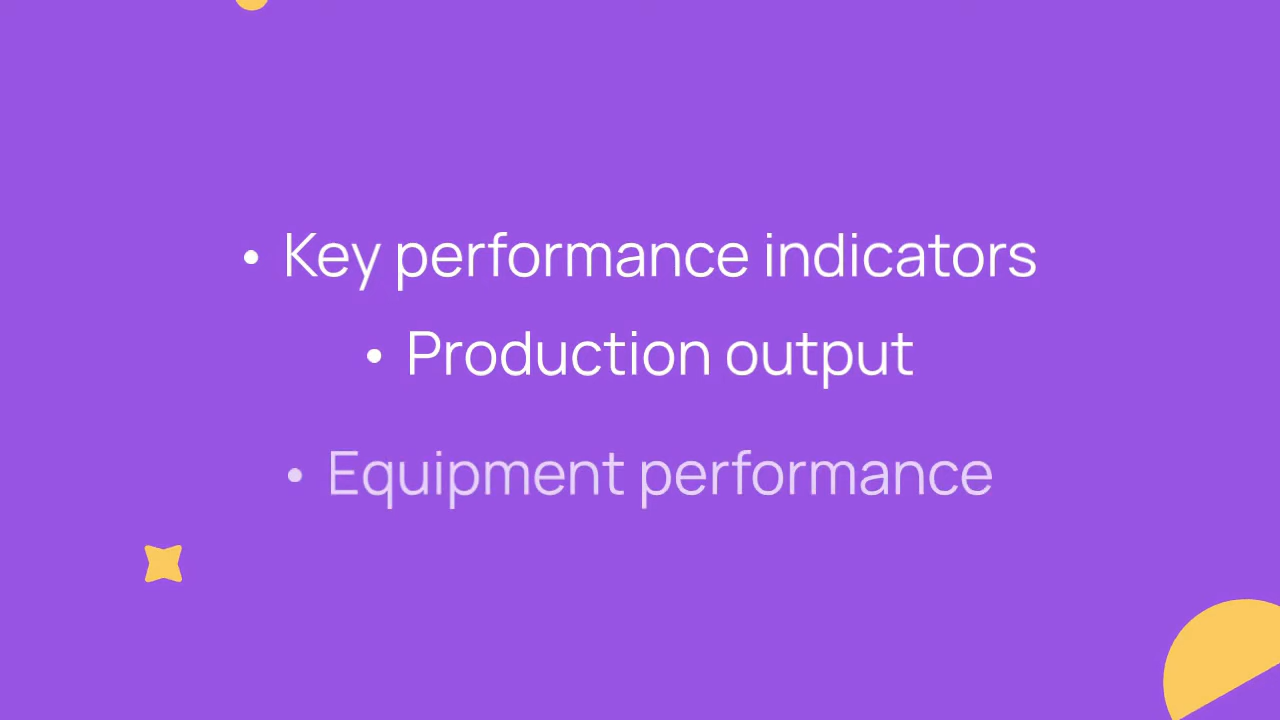 • Key performance indicators
• Production output
• Equipment performance